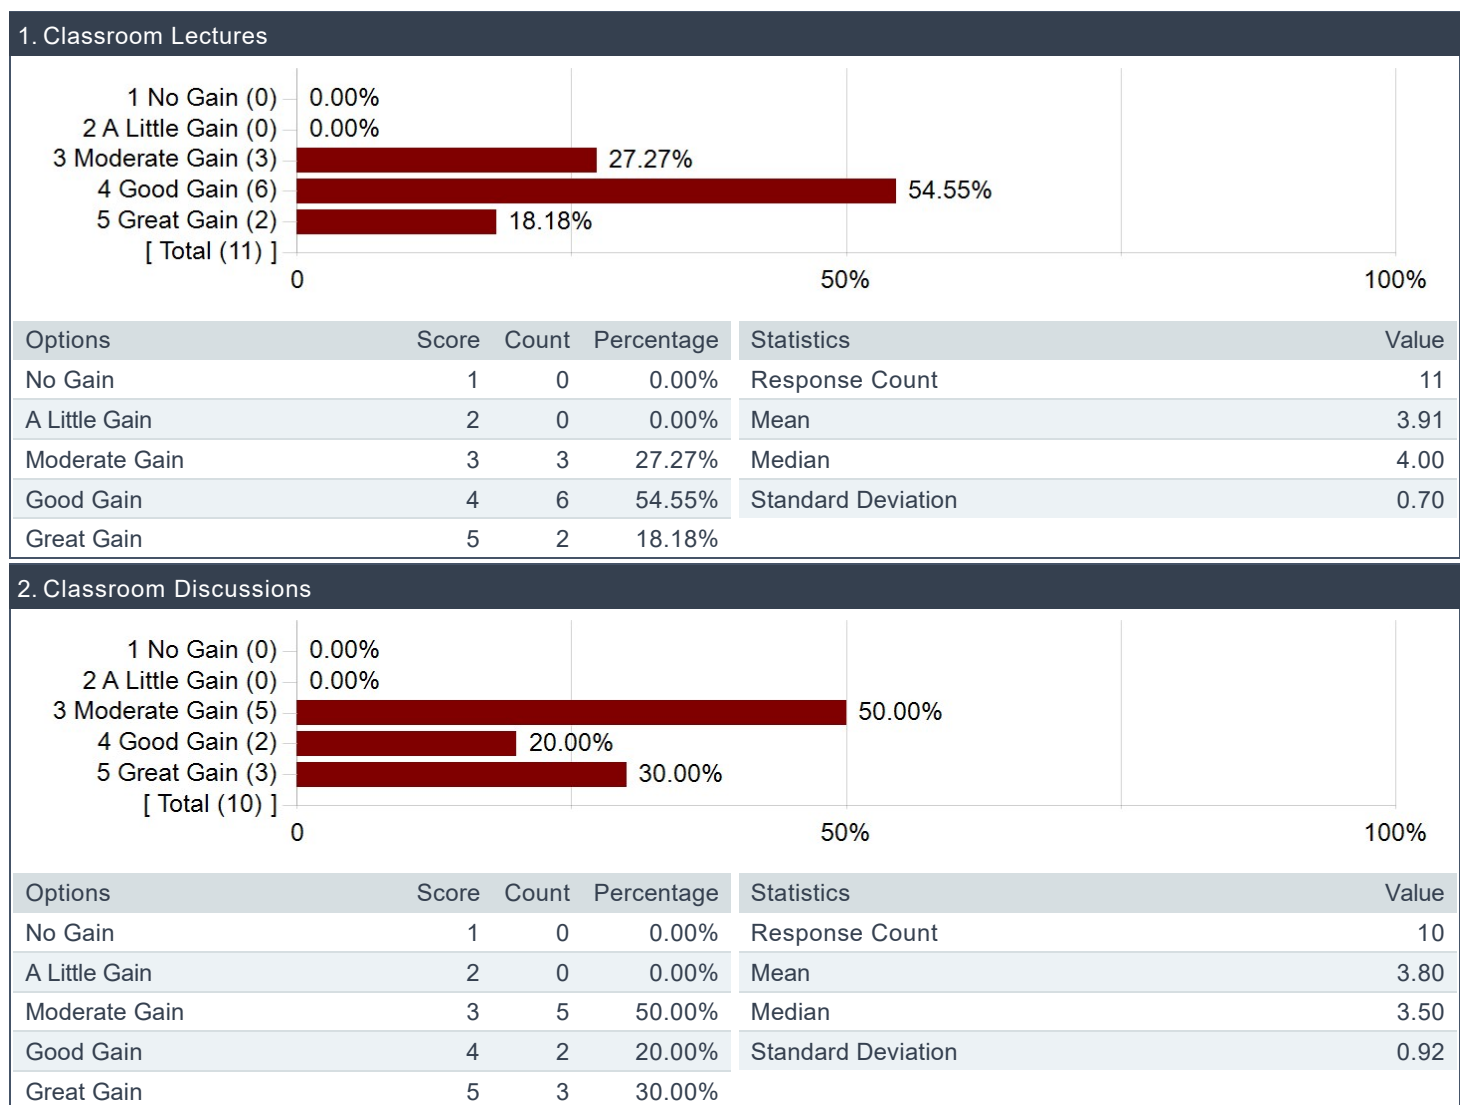 1. Classroom Lectures
1 No Gain (0) 0.00%
2 A Little Gain (0) 0.00%
3 Moderate Gain (3) 27.27%
4 Good Gain (6) 54.55%
5 Great Gain (2) 18.18%
[ Total (11) ]
0 50% 100%
Options Score Count Percentage Statistics Value
No Gain 1 0 0.00% Response Count 11
A Little Gain 2 0 0.00% Mean 3.91
Moderate Gain 3 3 27.27% Median 4.00
Good Gain 4 6 54.55% Standard Deviation 0.70
Great Gain 5 2 18.18%
2. Classroom Discussions
1 No Gain (0) 0.00%
2 A Little Gain (0) 0.00%
3 Moderate Gain (5) 50.00%
4 Good Gain (2) 20.00%
5 Great Gain (3) 30.00%
[ Total (10) ]
0 50% 100%
Options Score Count Percentage Statistics Value
No Gain 1 0 0.00% Response Count 10
A Little Gain 2 0 0.00% Mean 3.80
Moderate Gain 3 5 50.00% Median 3.50
Good Gain 4 2 20.00% Standard Deviation 0.92
Great Gain 5 3 30.00%